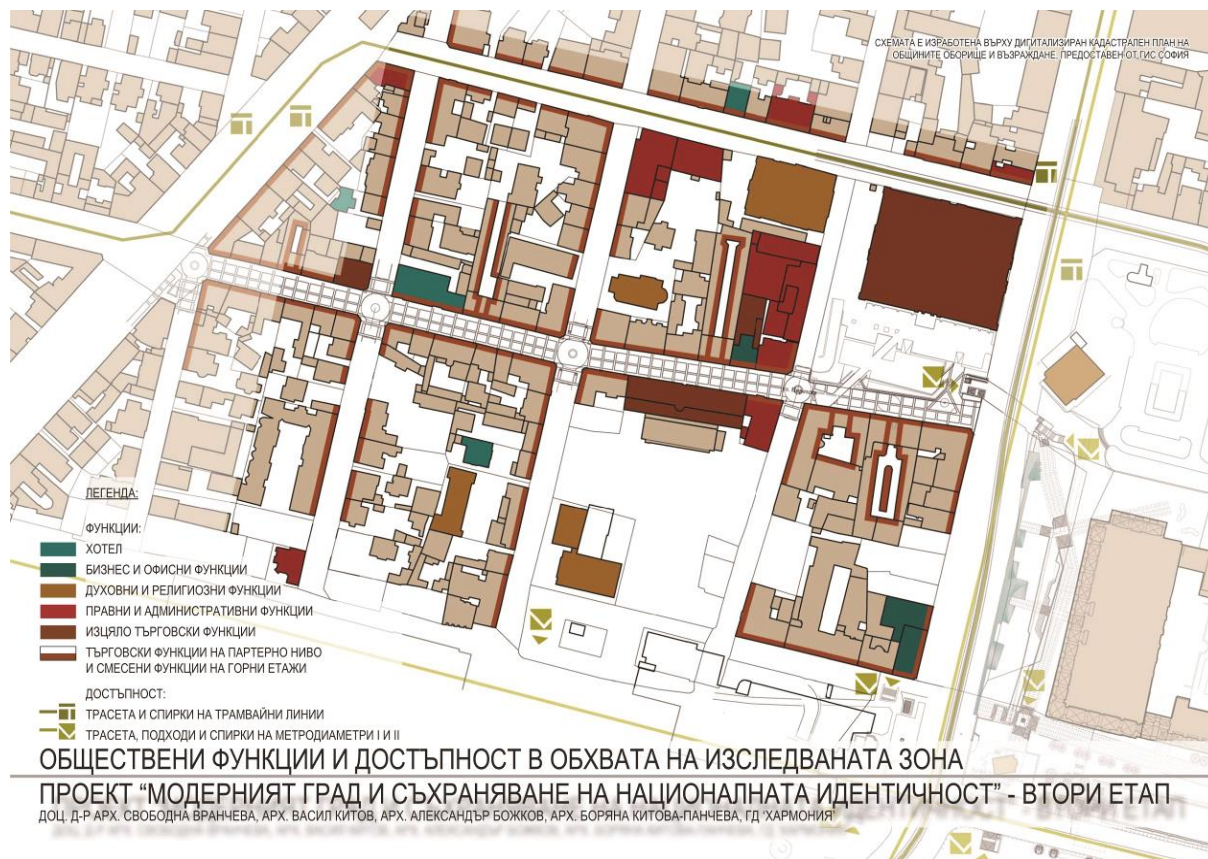 СХЕМАТА Е ИЗРАБОТЕНА ВЪРХУ ДИГИТАЛИЗИРАН КАДАСТРАЛЕН ПЛАН НА
ОБЩИНИТЕ ОБОРИЩЕ И ВЪЗРАЖДАНЕ. ПРЕДОСТАВЕН ОТ ГИС СОФИЯ
ЛЕГЕНДА:
ФУНКЦИИ:
ХОТЕЛ
БИЗНЕС И ОФИСНИ ФУНКЦИИ
ДУХОВНИ И РЕЛИГИОЗНИ ФУНКЦИИ
ПРАВНИ И АДМИНИСТРАТИВНИ ФУНКЦИИ
ИЗЦЯЛО ТЪРГОВСКИ ФУНКЦИИ
ТЪРГОВСКИ ФУНКЦИИ НА ПАРТЕРНО НИВО
И СМЕСЕНИ ФУНКЦИИ НА ГОРНИ ЕТАЖИ
ДОСТЪПНОСТ:
ТРАСЕТА И СПИРКИ НА ТРАМВАЙНИ ЛИНИИ
ТРАСЕТА, ПОДХОДИ И СПИРКИ НА МЕТРОДИАМЕТРИ I И II
ОБЩЕСТВЕНИ ФУНКЦИИ И ДОСТЪПНОСТ В ОБХВАТА НА ИЗСЛЕДВАНАТА ЗОНА
ПРОЕКТ "МОДЕРНИЯТ ГРАД И СЪХРАНЯВАНЕ НА НАЦИОНАЛНАТА ИДЕНТИЧНОСТ" - ВТОРИ ЕТАП
ДОЦ. Д-Р АРХ. СВОБОДНА ВРАНЧЕВА, АРХ. ВАСИЛ КИТОВ, АРХ. АЛЕКСАНДЪР БОЖКОВ, АРХ. БОРЯНА КИТОВА-ПАНЧЕВА, ГД 'ХАРМОНИЯ'